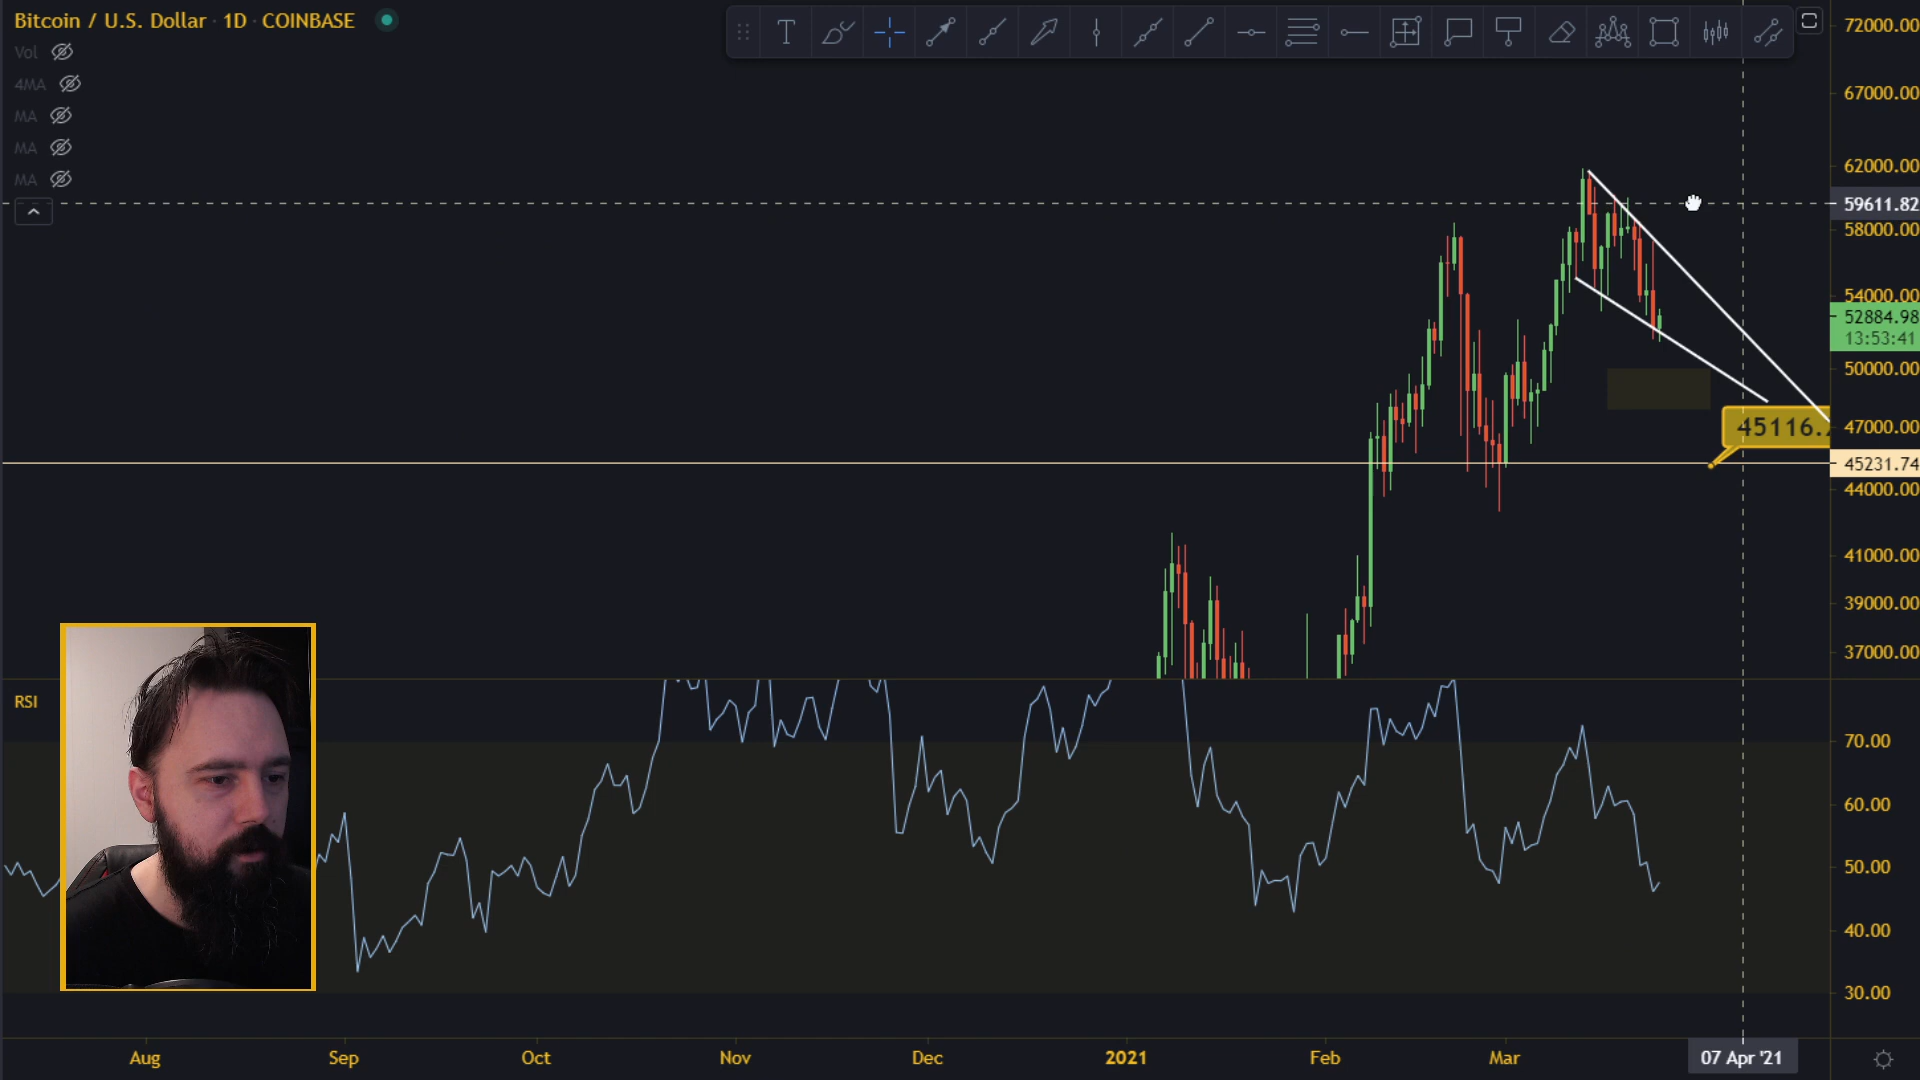 Bitcoin / U.S. Dollar · 1D · COINBASE
Vol
4MA
MA
MA
MA
72000.00
67000.00
62000.00
59611.82
58000.00
54000.00
52884.98
13:53:41
50000.00
47000.00
45116.
45231.74
44000.00
41000.00
39000.00
37000.00
RSI
70.00
60.00
50.00
40.00
30.00
Aug Sep Oct Nov Dec 2021 Feb Mar 07 Apr '21